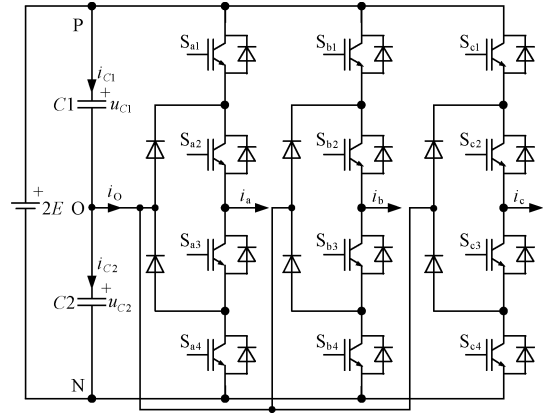 P
S_a1 S_b1 S_c1
i_C1
C1 + u_C1
S_a2 S_b2 S_c2
+
2E O i_O i_a i_b i_c
S_a3 S_b3 S_c3
i_C2
C2 + u_C2
S_a4 S_b4 S_c4
N